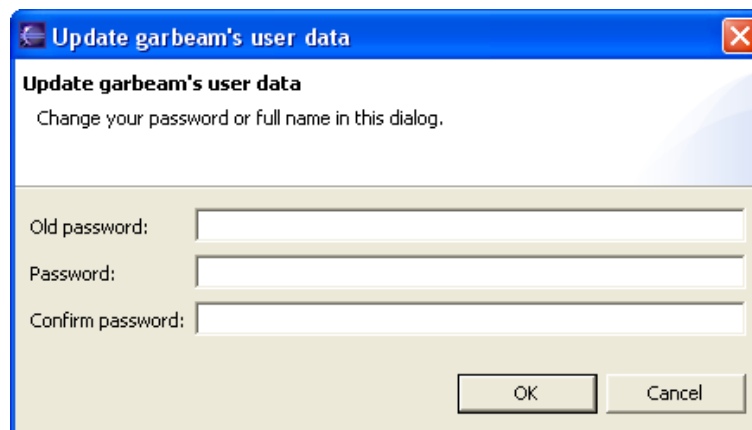 Update garbeam's user data
Update garbeam's user data
Change your password or full name in this dialog.
Old password:
Password:
Confirm password:
OK Cancel